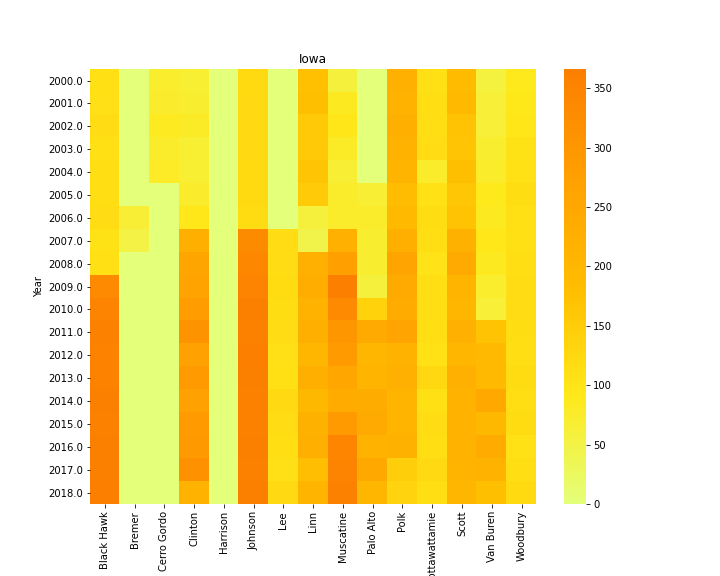 Iowa
Year
2000.0
2001.0
2002.0
2003.0
2004.0
2005.0
2006.0
2007.0
2008.0
2009.0
2010.0
2011.0
2012.0
2013.0
2014.0
2015.0
2016.0
2017.0
2018.0
Black Hawk
Bremer
Cerro Gordo
Clinton
Harrison
Johnson
Lee
Linn
Muscatine
Palo Alto
Polk
ottawattamie
Scott
Van Buren
Woodbury
350
300
250
200
150
100
50
0